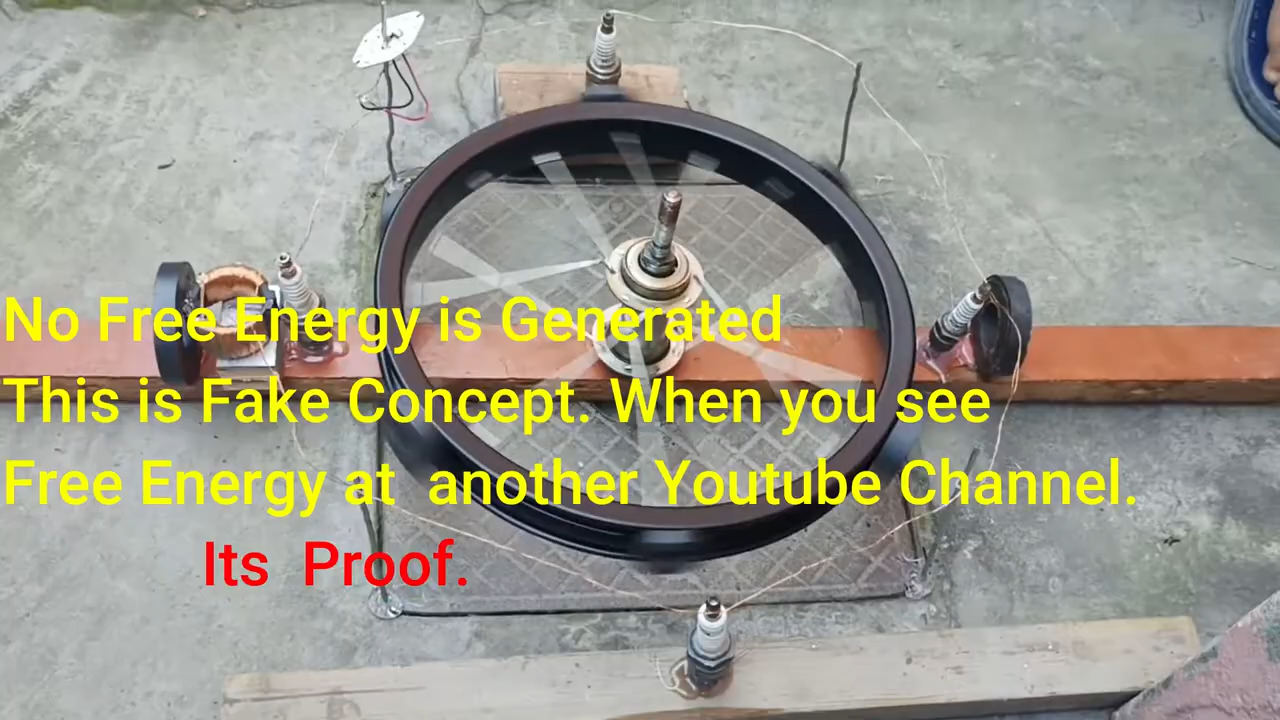 No Free Energy is Generated
This is Fake Concept. When you see
Free Energy at another Youtube Channel.
Its Proof.